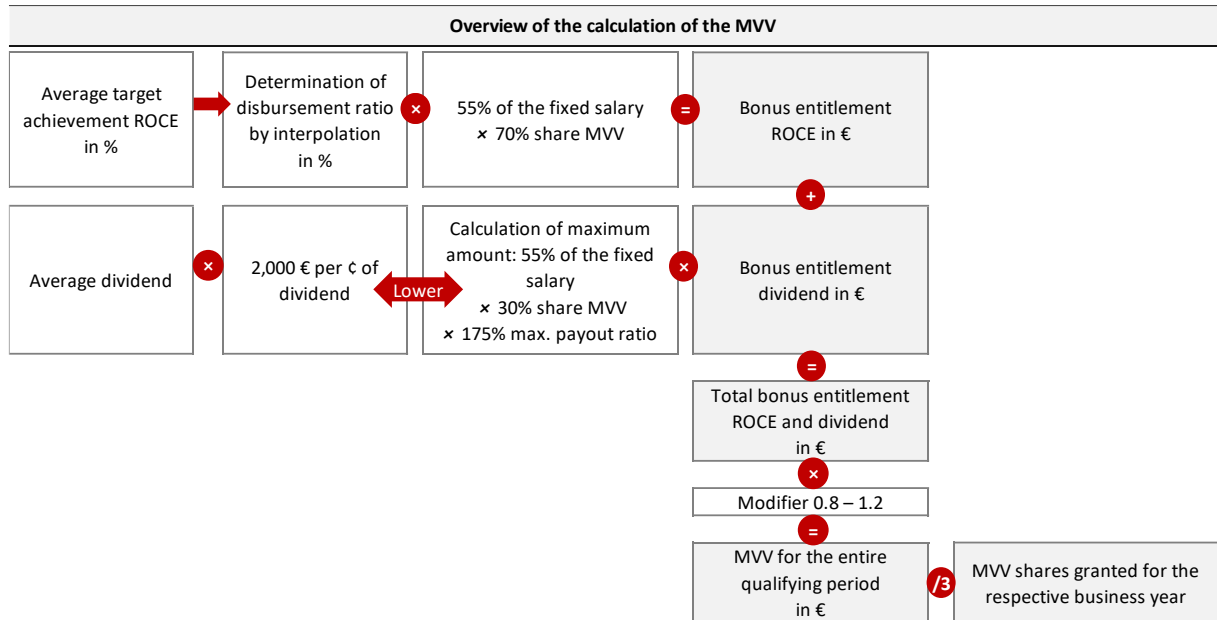 Overview of the calculation of the MVV
Average target
achievement ROCE
in %
Determination of
disbursement ratio
by interpolation
in %
×
55% of the fixed salary
× 70% share MVV
=
Bonus entitlement
ROCE in €
+
Average dividend
×
2,000 € per ¢ of
dividend
Lower
Calculation of maximum
amount: 55% of the fixed
salary
× 30% share MVV
× 175% max. payout ratio
×
Bonus entitlement
dividend in €
=
Total bonus entitlement
ROCE and dividend
in €
×
Modifier 0.8 – 1.2
=
MVV for the entire
qualifying period
in €
/3
MVV shares granted for the
respective business year